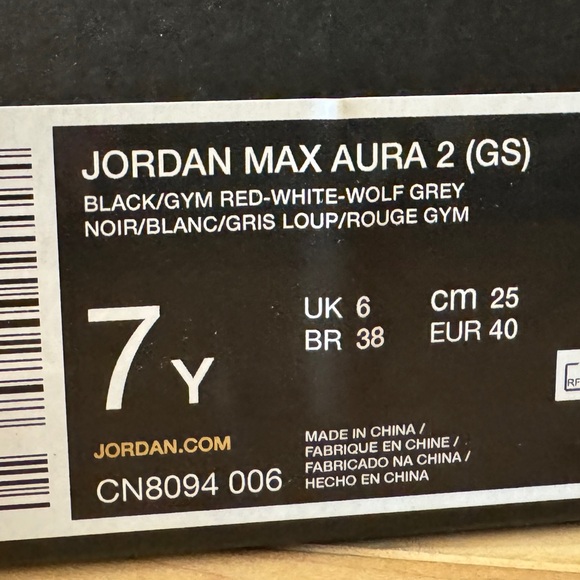 JORDAN MAX AURA 2 (GS)
BLACK/GYM RED-WHITE-WOLF GREY
NOIR/BLANC/GRIS LOUP/ROUGE GYM
7 Y
UK 6
BR 38
cm 25
EUR 40
JORDAN.COM
CN8094 006
MADE IN CHINA /
FABRIQUE EN CHINE /
FABRICADO NA CHINA /
HECHO EN CHINA